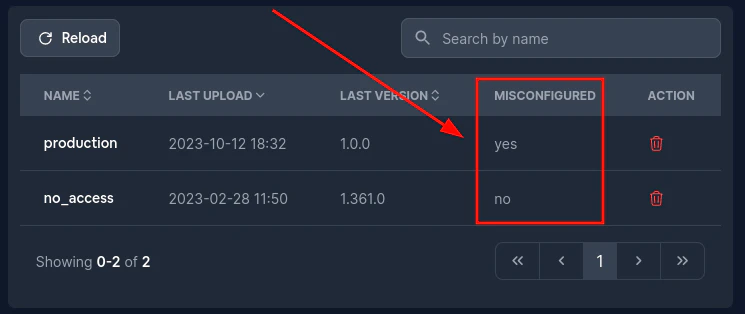 Reload
Search by name
NAME LAST UPLOAD LAST VERSION MISCONFIGURED ACTION
production 2023-10-12 18:32 1.0.0 yes
no_access 2023-02-28 11:50 1.361.0 no
Showing 0-2 of 2
« ‹ 1 › »